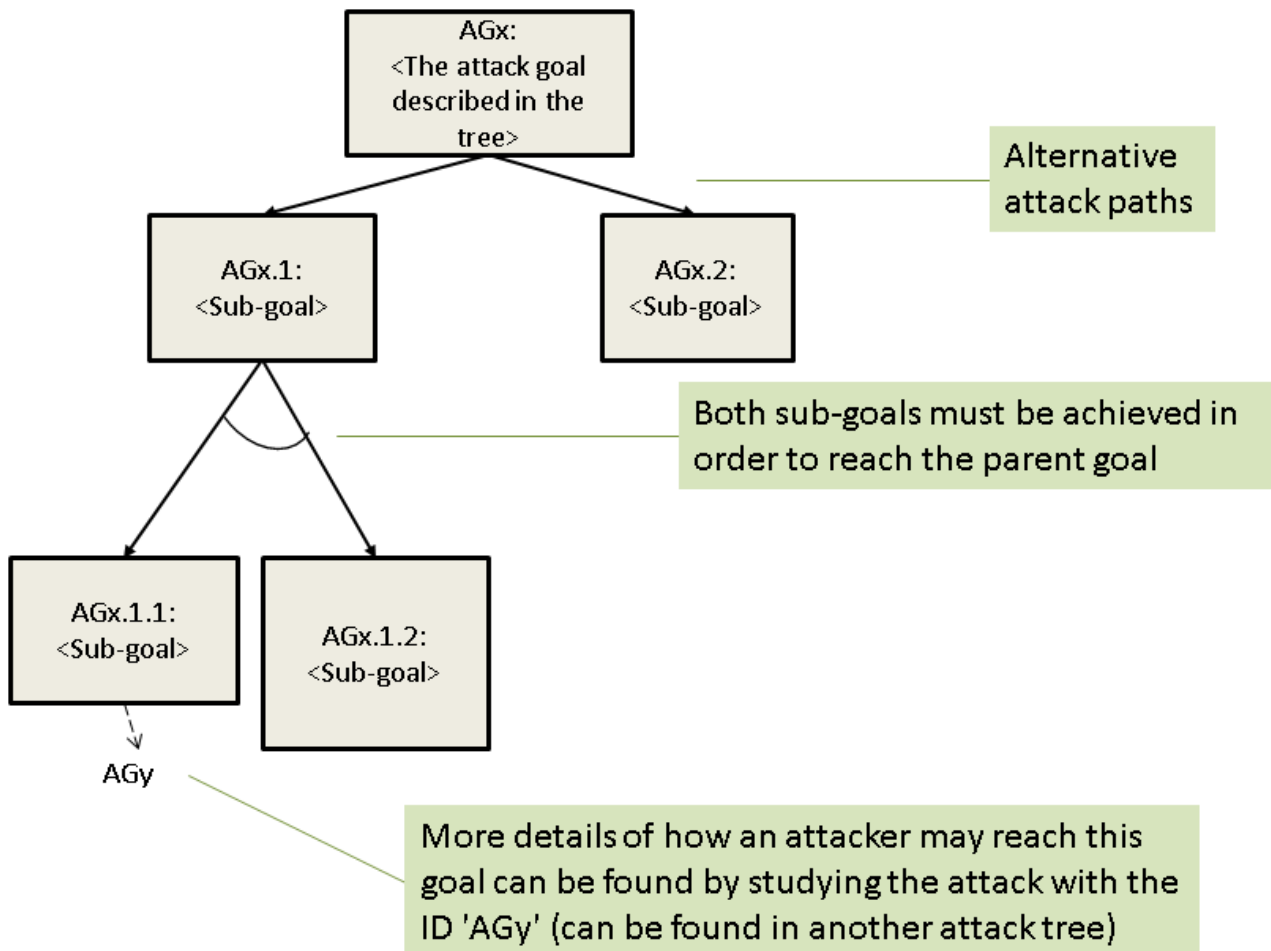 AGx:
<The attack goal
described in the
tree>
Alternative
attack paths
AGx.1:
<Sub-goal>
AGx.2:
<Sub-goal>
Both sub-goals must be achieved in
order to reach the parent goal
AGx.1.1:
<Sub-goal>
AGx.1.2:
<Sub-goal>
AGy
More details of how an attacker may reach this
goal can be found by studying the attack with the
ID 'AGy' (can be found in another attack tree)